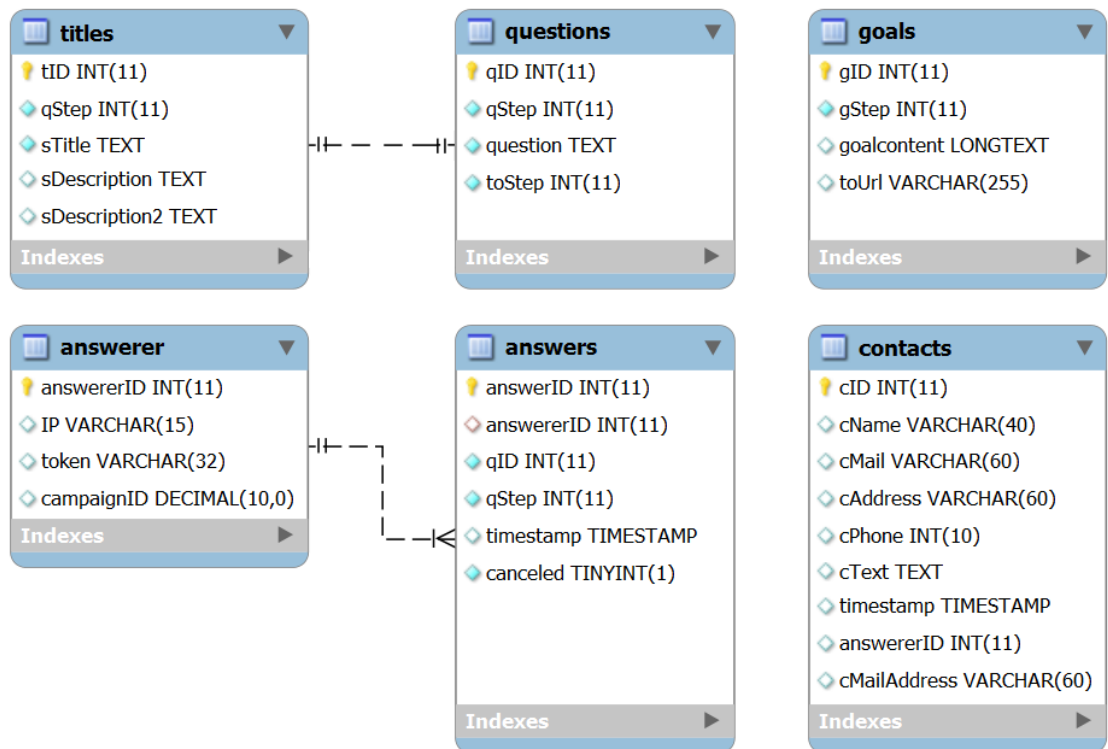 titles
tID INT(11)
qStep INT(11)
sTitle TEXT
sDescription TEXT
sDescription2 TEXT
Indexes
questions
qID INT(11)
qStep INT(11)
question TEXT
toStep INT(11)
Indexes
goals
gID INT(11)
gStep INT(11)
goalcontent LONGTEXT
toUrl VARCHAR(255)
Indexes
answerer
answererID INT(11)
IP VARCHAR(15)
token VARCHAR(32)
campaignID DECIMAL(10,0)
Indexes
answers
answerID INT(11)
answererID INT(11)
qID INT(11)
qStep INT(11)
timestamp TIMESTAMP
canceled TINYINT(1)
Indexes
contacts
cID INT(11)
cName VARCHAR(40)
cMail VARCHAR(60)
cAddress VARCHAR(60)
cPhone INT(10)
cText TEXT
timestamp TIMESTAMP
answererID INT(11)
cMailAddress VARCHAR(60)
Indexes